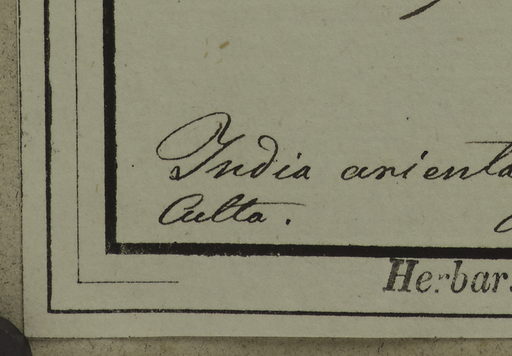 India orienta
Culta.
Herbar.